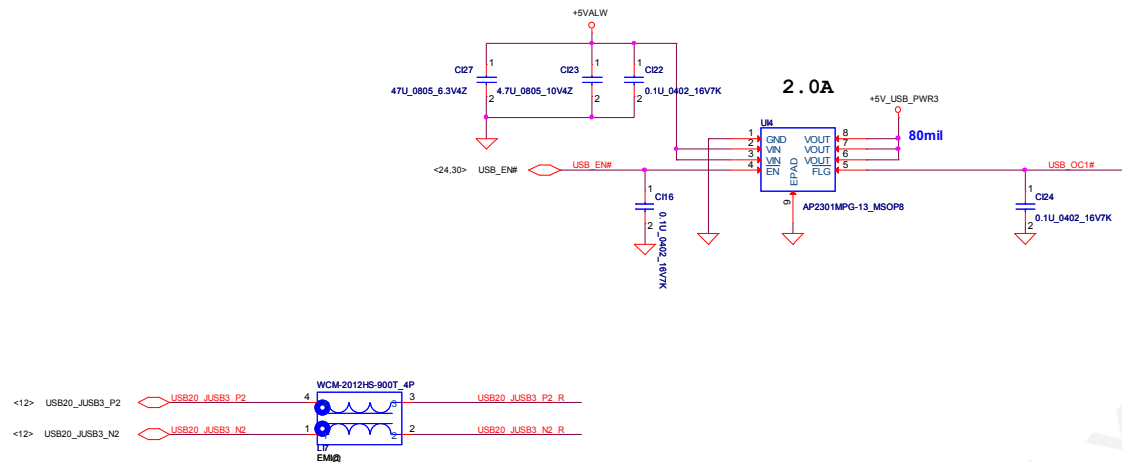 +5VALW
1
CI27
2
47U_0805_6.3V4Z
1
CI23
2
4.7U_0805_10V4Z
1
CI22
2
0.1U_0402_16V7K
2.0A
+5V_USB_PWR3
80mil
UI4
1 GND VOUT 8
2 VIN VOUT 7
3 VIN VOUT 6
4 EN FLG 5
EPAD
9
AP2301MPG-13_MSOP8
<24,30> USB_EN#
USB_EN#
USB_OC1#
1
CI16
2
0.1U_0402_16V7K
1
CI24
2
0.1U_0402_16V7K
WCM-2012HS-900T_4P
<12> USB20_JUSB3_P2
USB20_JUSB3_P2
4
3
3
USB20_JUSB3_P2_R
<12> USB20_JUSB3_N2
USB20_JUSB3_N2
1
1
2
2
USB20_JUSB3_N2_R
LI7
EMI@